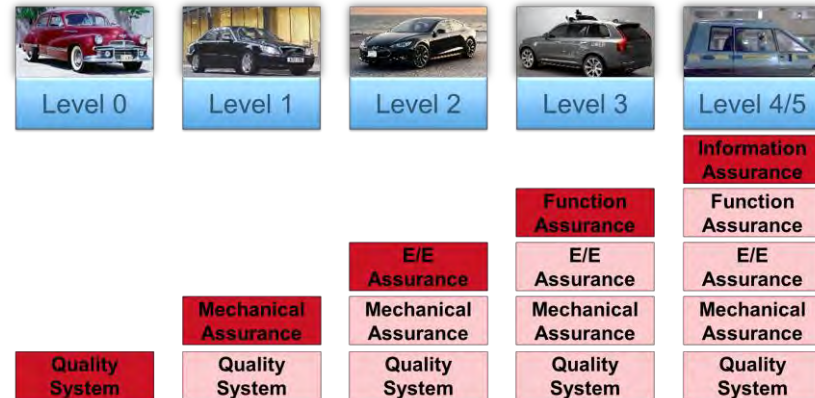 Level 0
Level 1
Level 2
Level 3
Level 4/5
Information
Assurance
Function
Assurance
Function
Assurance
E/E
Assurance
E/E
Assurance
E/E
Assurance
Mechanical
Assurance
Mechanical
Assurance
Mechanical
Assurance
Mechanical
Assurance
Quality
System
Quality
System
Quality
System
Quality
System
Quality
System